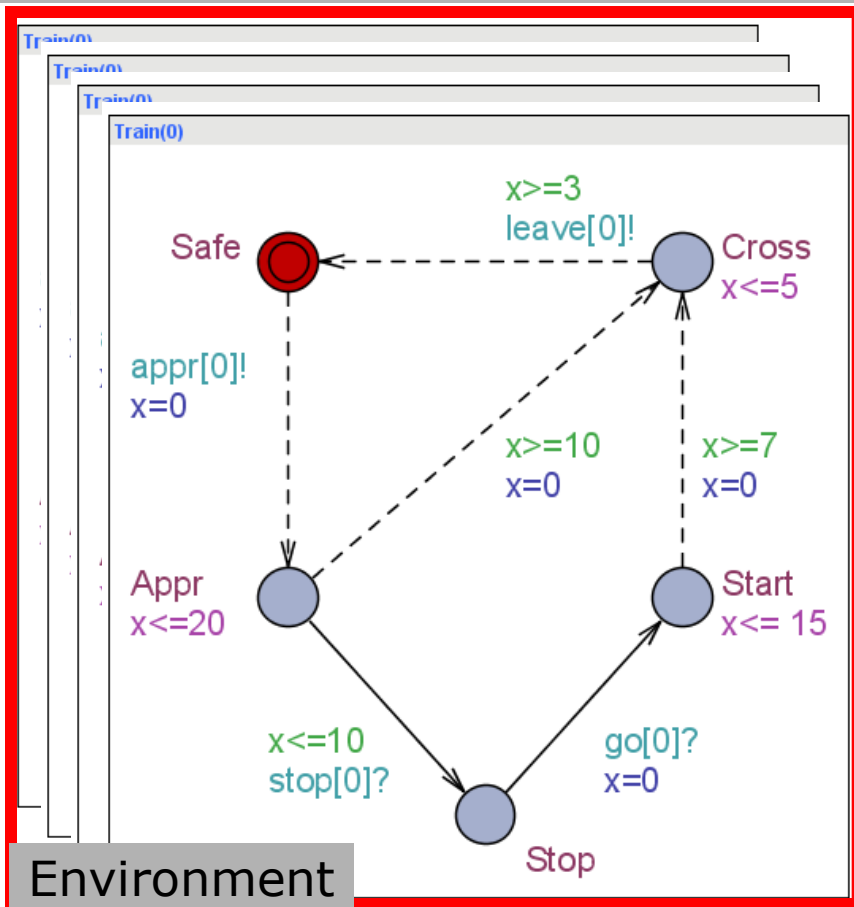 Train(0)
Train(0)
Train(0)
Train(0)
x>=3
leave[0]!
Safe
Cross
x<=5
appr[0]!
x=0
x>=10
x=0
x>=7
x=0
Appr
x<=20
Start
x<= 15
x<=10
stop[0]?
go[0]?
x=0
Stop
Environment